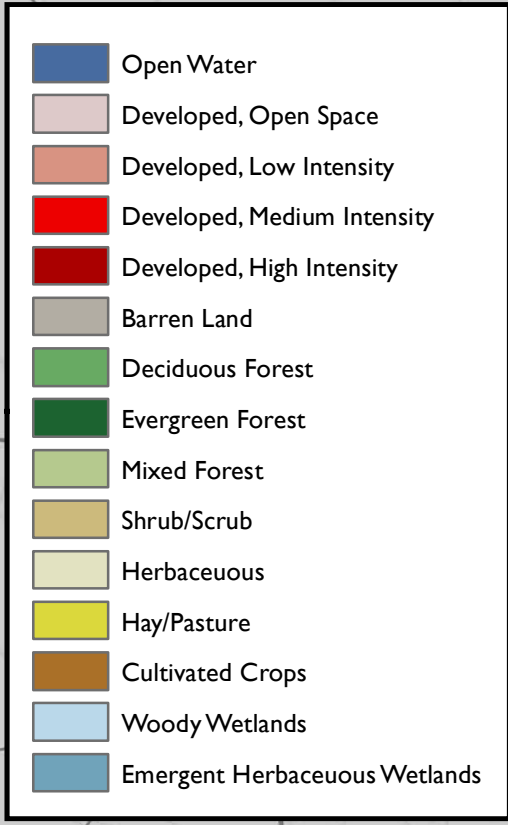 Open Water
Developed, Open Space
Developed, Low Intensity
Developed, Medium Intensity
Developed, High Intensity
Barren Land
Deciduous Forest
Evergreen Forest
Mixed Forest
Shrub/Scrub
Herbaceuous
Hay/Pasture
Cultivated Crops
Woody Wetlands
Emergent Herbaceuous Wetlands